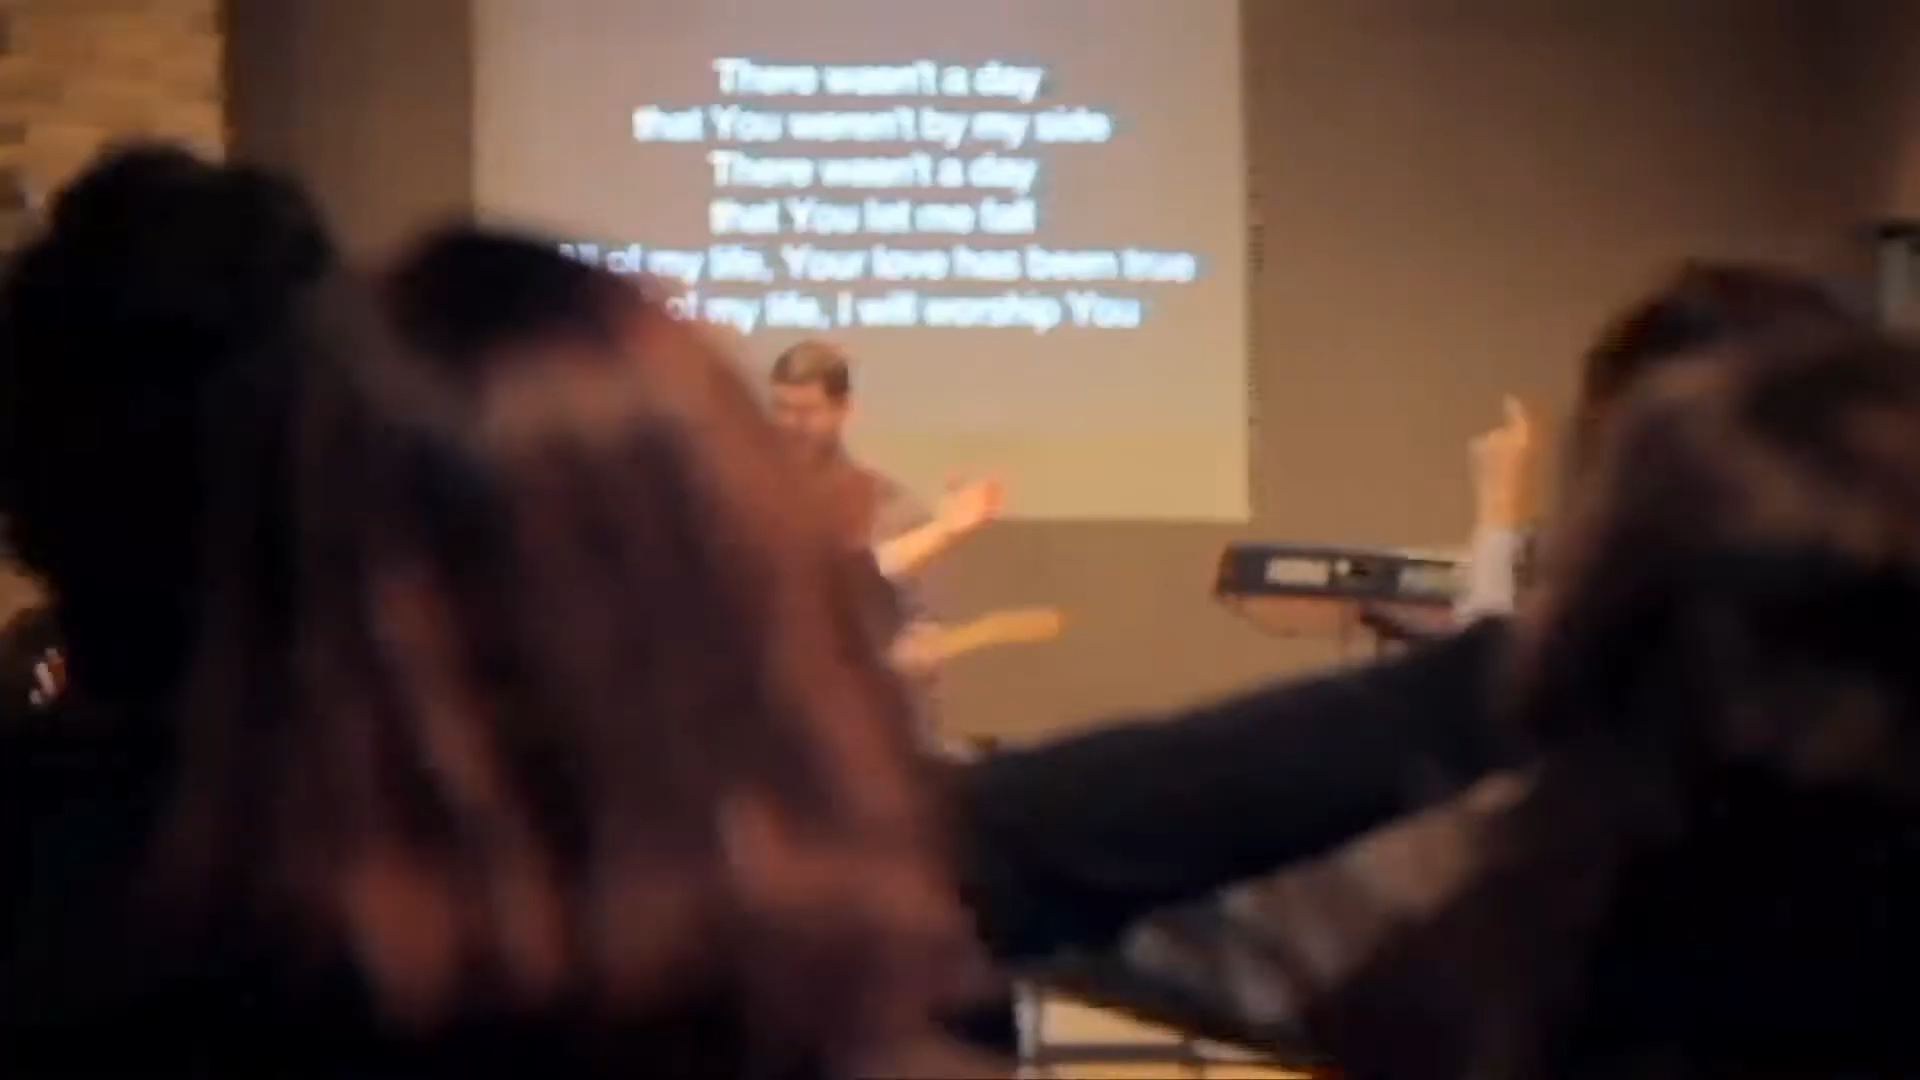 There wasn't a day
that You weren't by my side
There wasn't a day
that You let me fall
All of my life, Your love has been true
of my life, I will worship You